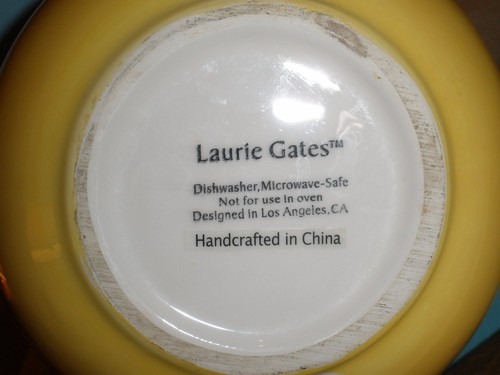 Laurie Gates™
Dishwasher, Microwave-Safe
Not for use in oven
Designed in Los Angeles, CA
Handcrafted in China